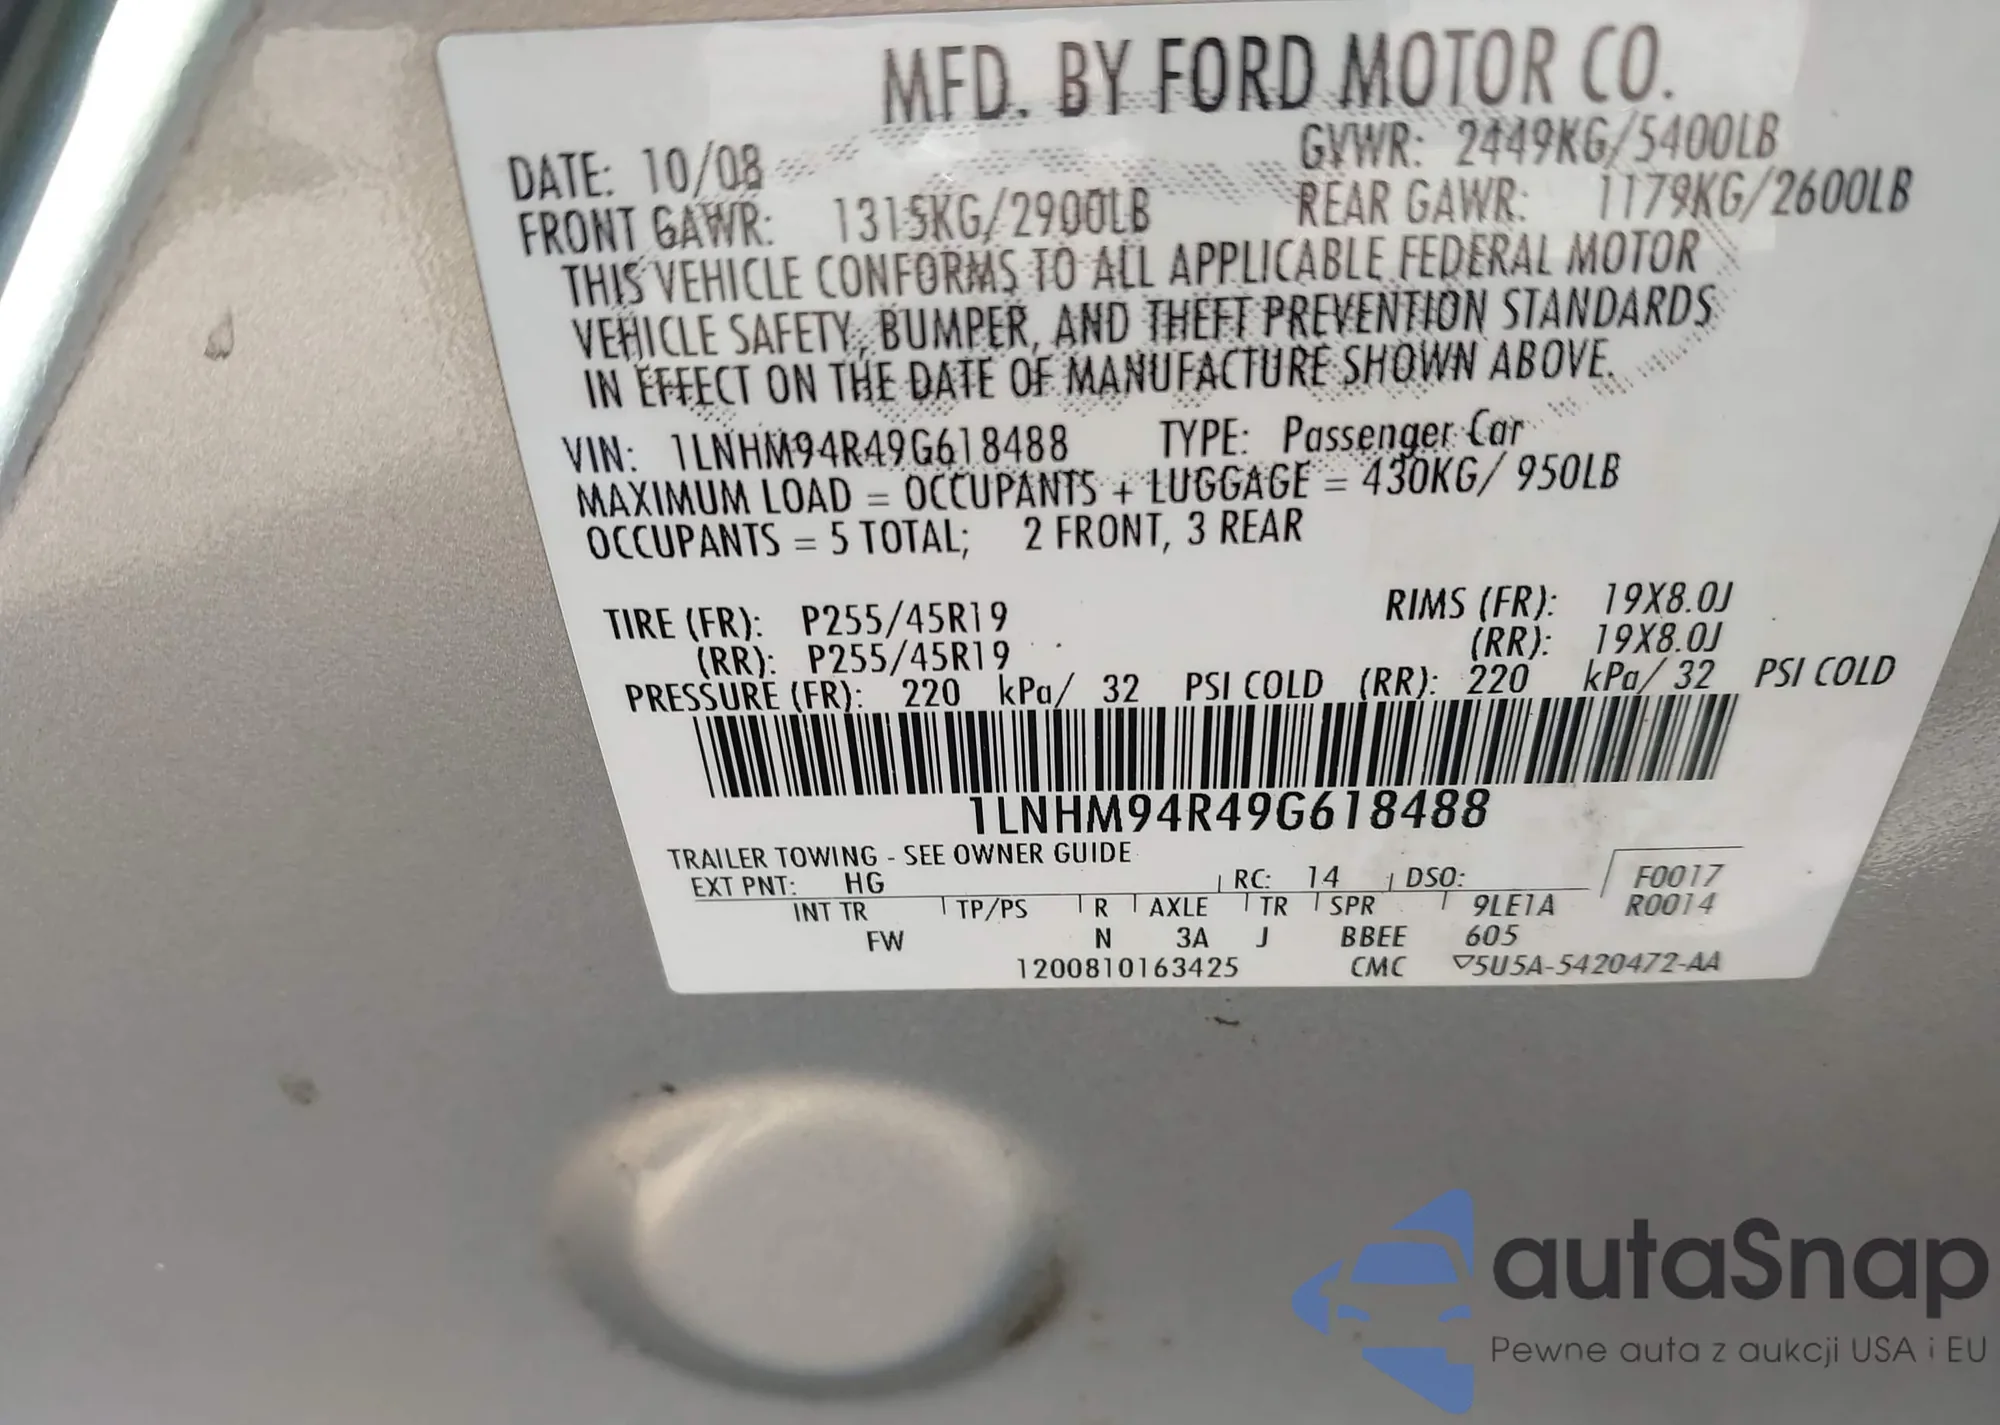 MFD. BY FORD MOTOR CO.
DATE: 10/08 GVWR: 2449KG/5400LB
FRONT GAWR: 1315KG/2900LB REAR GAWR: 1179KG/2600LB
THIS VEHICLE CONFORMS TO ALL APPLICABLE FEDERAL MOTOR
VEHICLE SAFETY, BUMPER, AND THEFT PREVENTION STANDARDS
IN EFFECT ON THE DATE OF MANUFACTURE SHOWN ABOVE.
VIN: 1LNHM94R49G618488 TYPE: Passenger Car
MAXIMUM LOAD = OCCUPANTS + LUGGAGE = 430KG/ 950LB
OCCUPANTS = 5 TOTAL; 2 FRONT, 3 REAR
TIRE (FR): P255/45R19 RIMS (FR): 19X8.0J
(RR): P255/45R19 (RR): 19X8.0J
PRESSURE (FR): 220 kPa/ 32 PSI COLD (RR): 220 kPa/ 32 PSI COLD
1LNHM94R49G618488
TRAILER TOWING - SEE OWNER GUIDE
EXT PNT: HG RC: 14 DSO: F0017
INT TR TP/PS R AXLE TR SPR 9LE1A R0014
FW N 3A J BBEE 605
1200810163425 CMC ▽5U5A-5420472-AA
autaSnap
Pewne auta z aukcji USA i EU